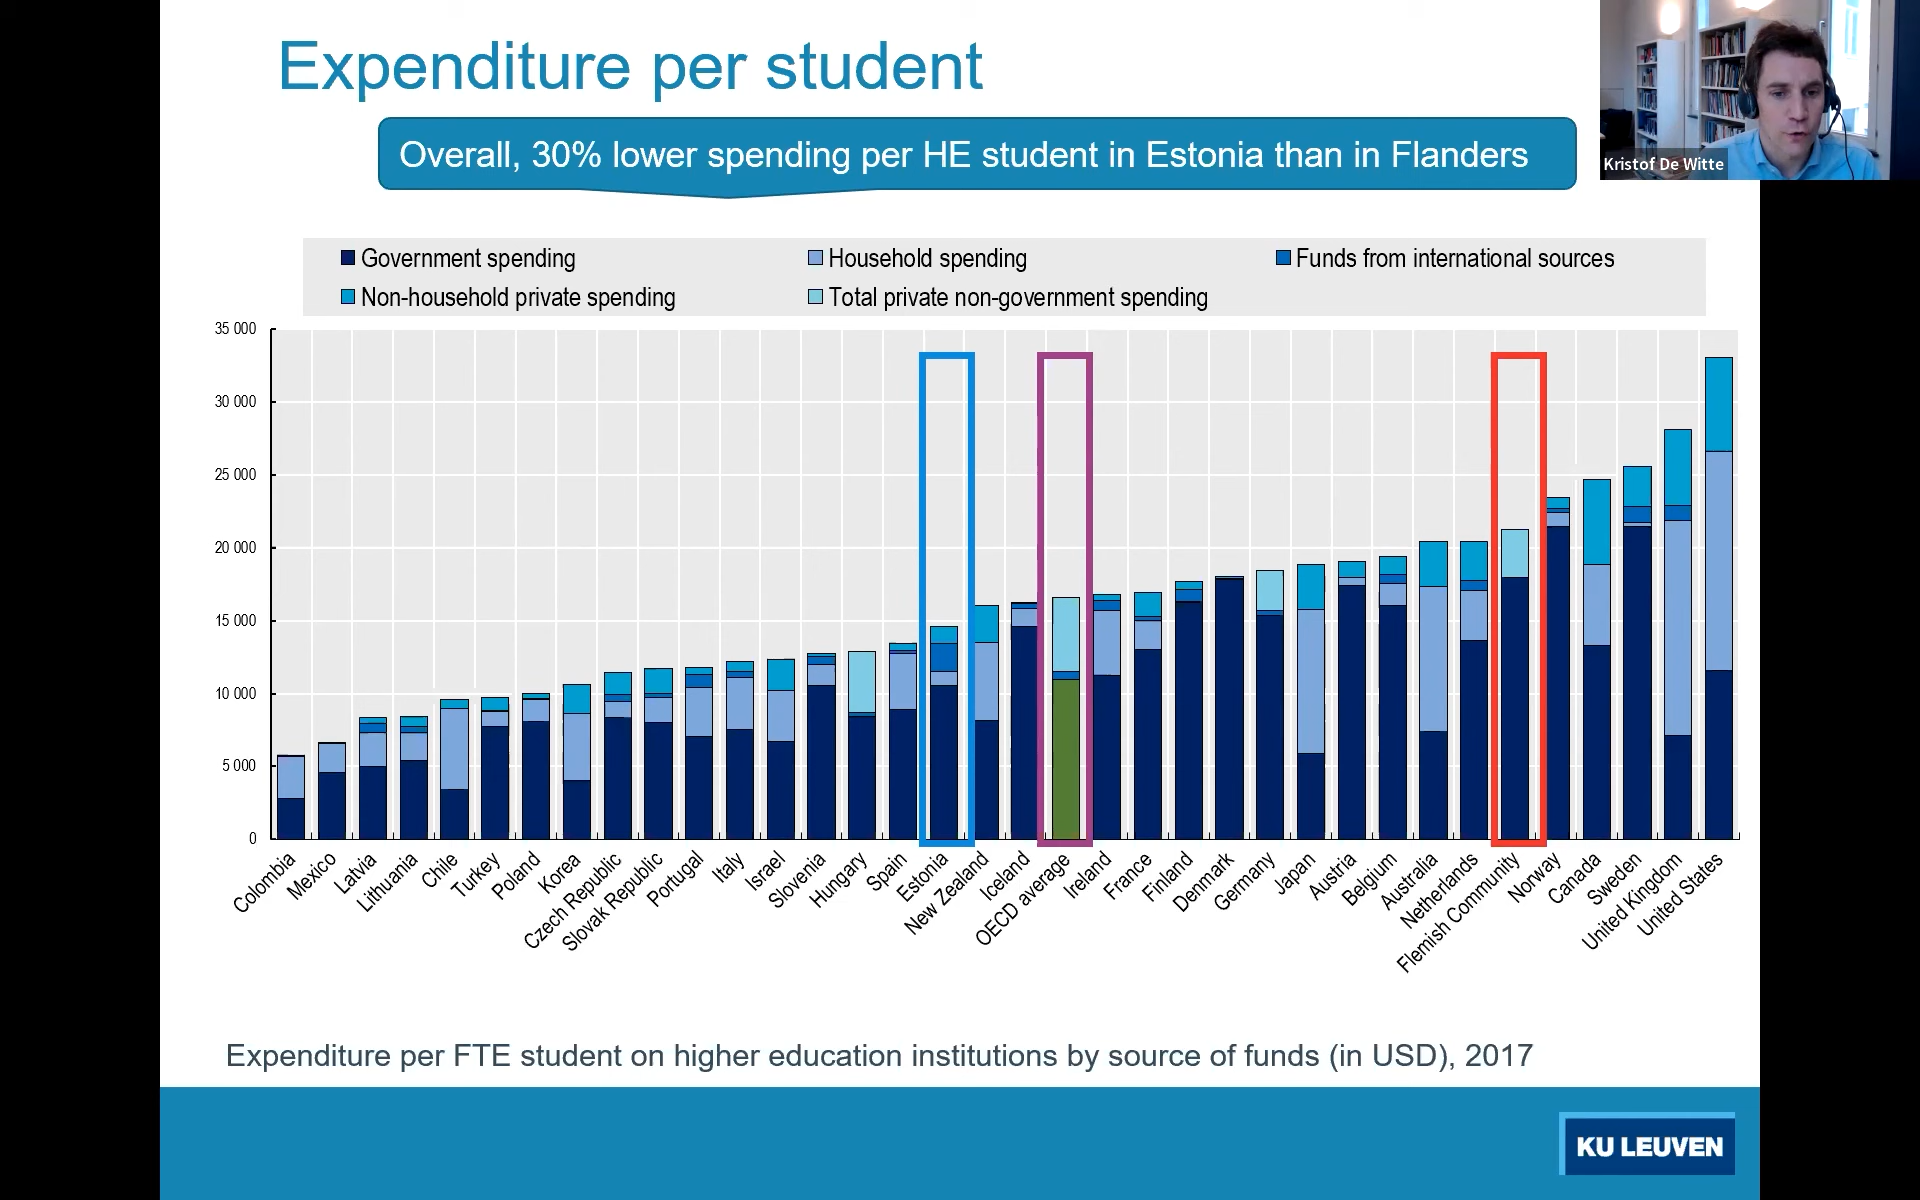 Expenditure per student
Kristof De Witte
Overall, 30% lower spending per HE student in Estonia than in Flanders
Government spending
Household spending
Funds from international sources
Non-household private spending
Total private non-government spending
35 000
30 000
25 000
20 000
15 000
10 000
5 000
0
Colombia
Mexico
Latvia
Lithuania
Chile
Turkey
Poland
Korea
Czech Republic
Slovak Republic
Portugal
Italy
Israel
Slovenia
Hungary
Spain
Estonia
New Zealand
Iceland
OECD average
Ireland
France
Finland
Denmark
Germany
Japan
Austria
Belgium
Australia
Netherlands
Flemish Community
Norway
Canada
Sweden
United Kingdom
United States
Expenditure per FTE student on higher education institutions by source of funds (in USD), 2017
KU LEUVEN